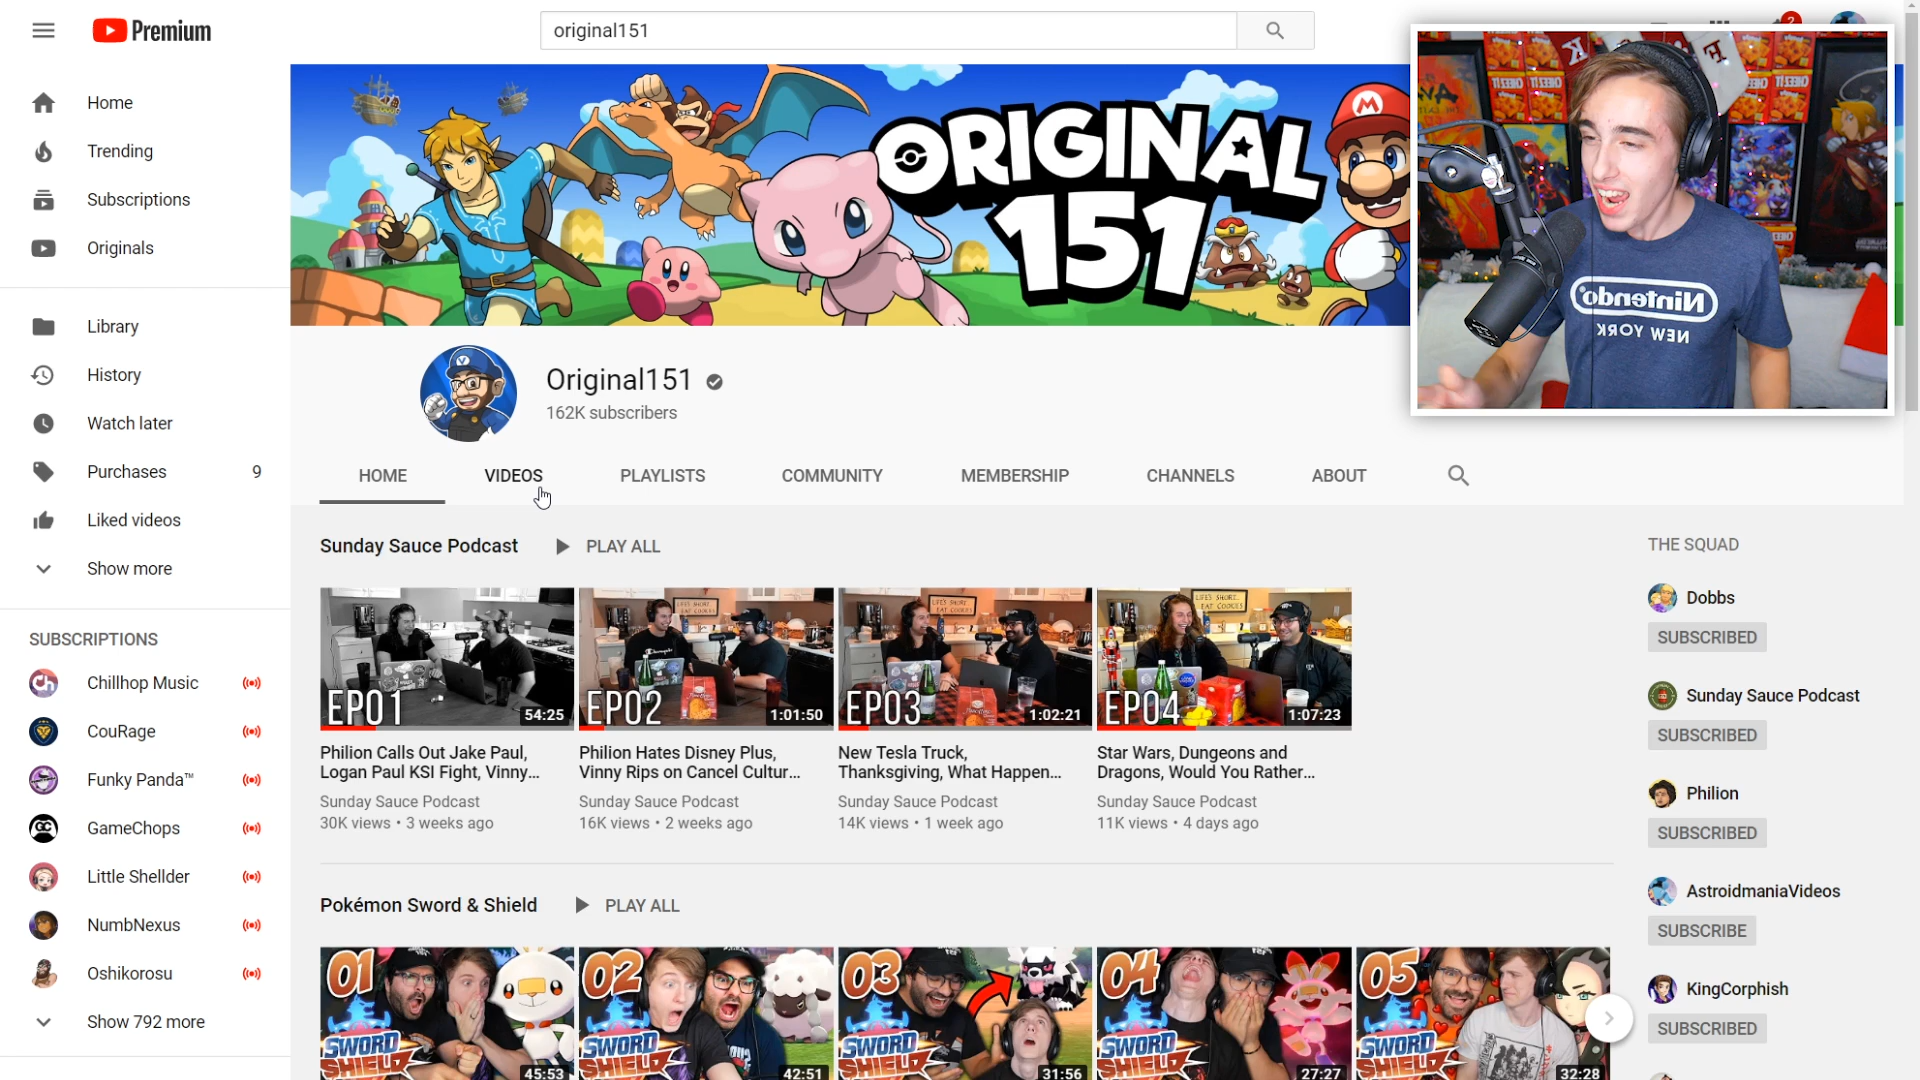 Premium
original151
2
Home
Trending
Subscriptions
Originals
Library
History
Watch later
Purchases 9
Liked videos
Show more
SUBSCRIPTIONS
Chillhop Music
CouRage
Funky Panda™
GameChops
Little Shellder
NumbNexus
Oshikorosu
Show 792 more
ORIGINAL
151
Nintendo
NEW YORK
Original151
162K subscribers
HOME VIDEOS PLAYLISTS COMMUNITY MEMBERSHIP CHANNELS ABOUT
Sunday Sauce Podcast PLAY ALL
EP01 54:25
EP02 1:01:50
EP03 1:02:21
EP04 1:07:23
Philion Calls Out Jake Paul,
Logan Paul KSI Fight, Vinny...
Sunday Sauce Podcast
30K views • 3 weeks ago
Philion Hates Disney Plus,
Vinny Rips on Cancel Cultur...
Sunday Sauce Podcast
16K views • 2 weeks ago
New Tesla Truck,
Thanksgiving, What Happen...
Sunday Sauce Podcast
14K views • 1 week ago
Star Wars, Dungeons and
Dragons, Would You Rather...
Sunday Sauce Podcast
11K views • 4 days ago
Pokémon Sword & Shield PLAY ALL
01
SWORD
SHIELD
45:53
02
SWORD
SHIELD
42:51
03
SWORD
SHIELD
31:56
04
SWORD
SHIELD
27:27
05
SWORD
SHIELD
32:28
THE SQUAD
Dobbs
SUBSCRIBED
Sunday Sauce Podcast
SUBSCRIBED
Philion
SUBSCRIBED
AstroidmaniaVideos
SUBSCRIBE
KingCorphish
SUBSCRIBED